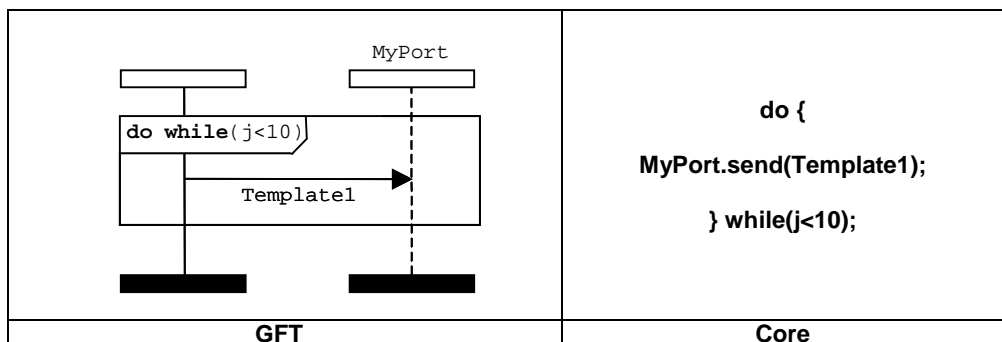 MyPort
do while(j<10)
Template1
do {
MyPort.send(Template1);
} while(j<10);
GFT
Core